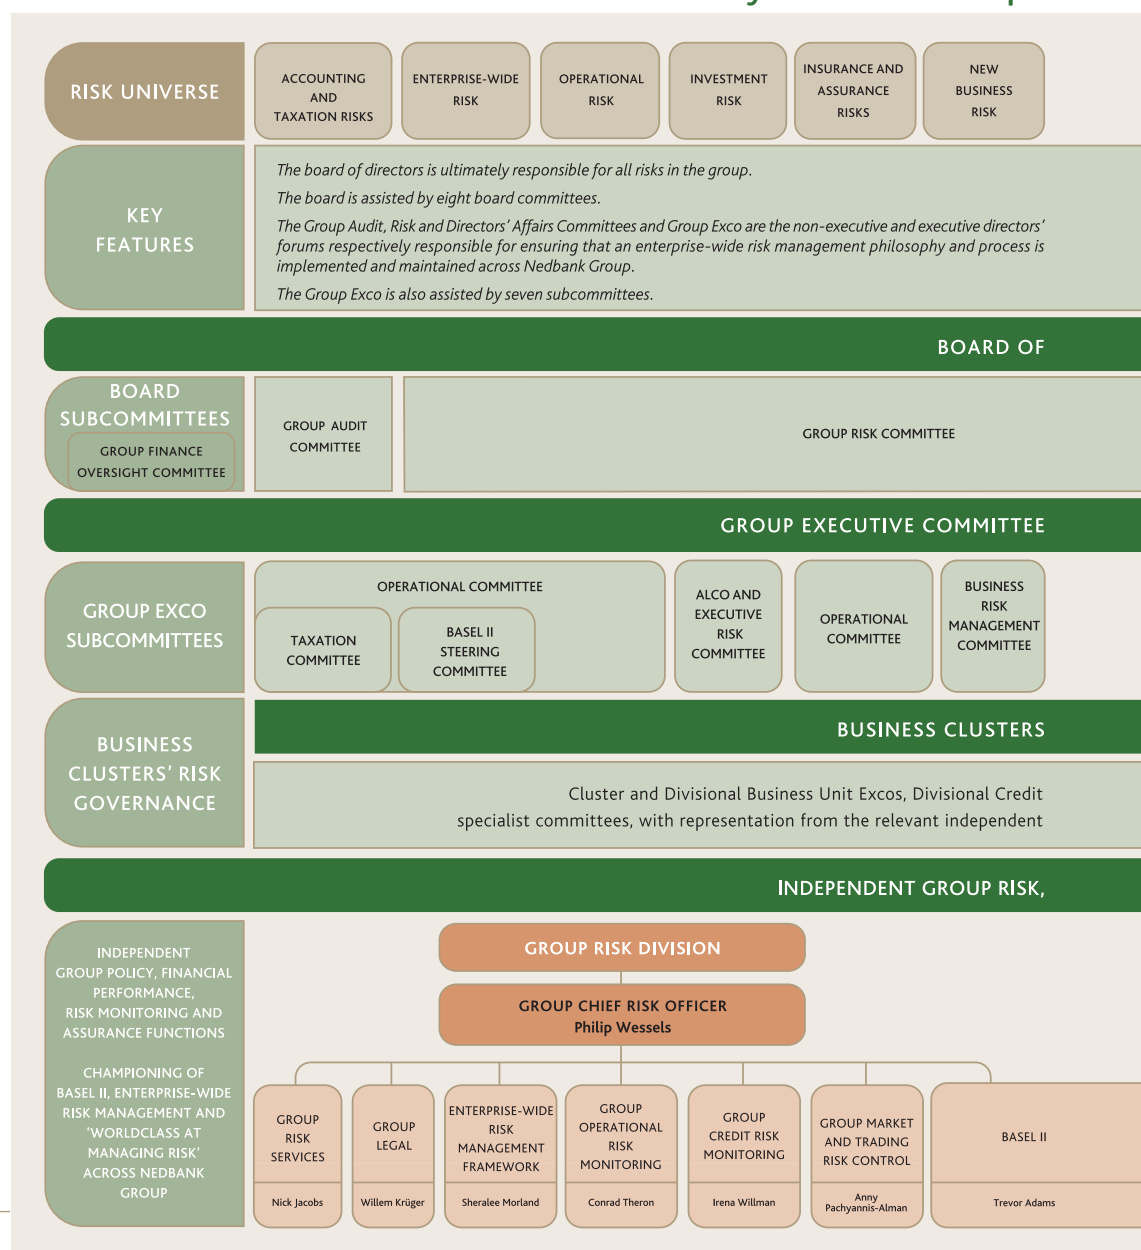 RISK UNIVERSE
ACCOUNTING
AND
TAXATION RISKS
ENTERPRISE-WIDE
RISK
OPERATIONAL
RISK
INVESTMENT
RISK
INSURANCE AND
ASSURANCE
RISKS
NEW
BUSINESS
RISK
KEY
FEATURES
The board of directors is ultimately responsible for all risks in the group.
The board is assisted by eight board committees.
The Group Audit, Risk and Directors' Affairs Committees and Group Exco are the non-executive and executive directors'
forums respectively responsible for ensuring that an enterprise-wide risk management philosophy and process is
implemented and maintained across Nedbank Group.
The Group Exco is also assisted by seven subcommittees.
BOARD OF
BOARD
SUBCOMMITTEES
GROUP FINANCE
OVERSIGHT COMMITTEE
GROUP AUDIT
COMMITTEE
GROUP RISK COMMITTEE
GROUP EXECUTIVE COMMITTEE
GROUP EXCO
SUBCOMMITTEES
OPERATIONAL COMMITTEE
TAXATION
COMMITTEE
BASEL II
STEERING
COMMITTEE
ALCO AND
EXECUTIVE
RISK
COMMITTEE
OPERATIONAL
COMMITTEE
BUSINESS
RISK
MANAGEMENT
COMMITTEE
BUSINESS
CLUSTERS' RISK
GOVERNANCE
BUSINESS CLUSTERS
Cluster and Divisional Business Unit Excos, Divisional Credit
specialist committees, with representation from the relevant independent
INDEPENDENT GROUP RISK,
INDEPENDENT
GROUP POLICY, FINANCIAL
PERFORMANCE,
RISK MONITORING AND
ASSURANCE FUNCTIONS
CHAMPIONING OF
BASEL II, ENTERPRISE-WIDE
RISK MANAGEMENT AND
'WORLDCLASS AT
MANAGING RISK'
ACROSS NEDBANK
GROUP
GROUP RISK DIVISION
GROUP CHIEF RISK OFFICER
Philip Wessels
GROUP
RISK
SERVICES
Nick Jacobs
GROUP
LEGAL
Willem Krüger
ENTERPRISE-WIDE
RISK
MANAGEMENT
FRAMEWORK
Sheralee Morland
GROUP
OPERATIONAL
RISK
MONITORING
Conrad Theron
GROUP
CREDIT RISK
MONITORING
Irena Willman
GROUP MARKET
AND TRADING
RISK CONTROL
Anny
Pachyannis-Alman
BASEL II
Trevor Adams